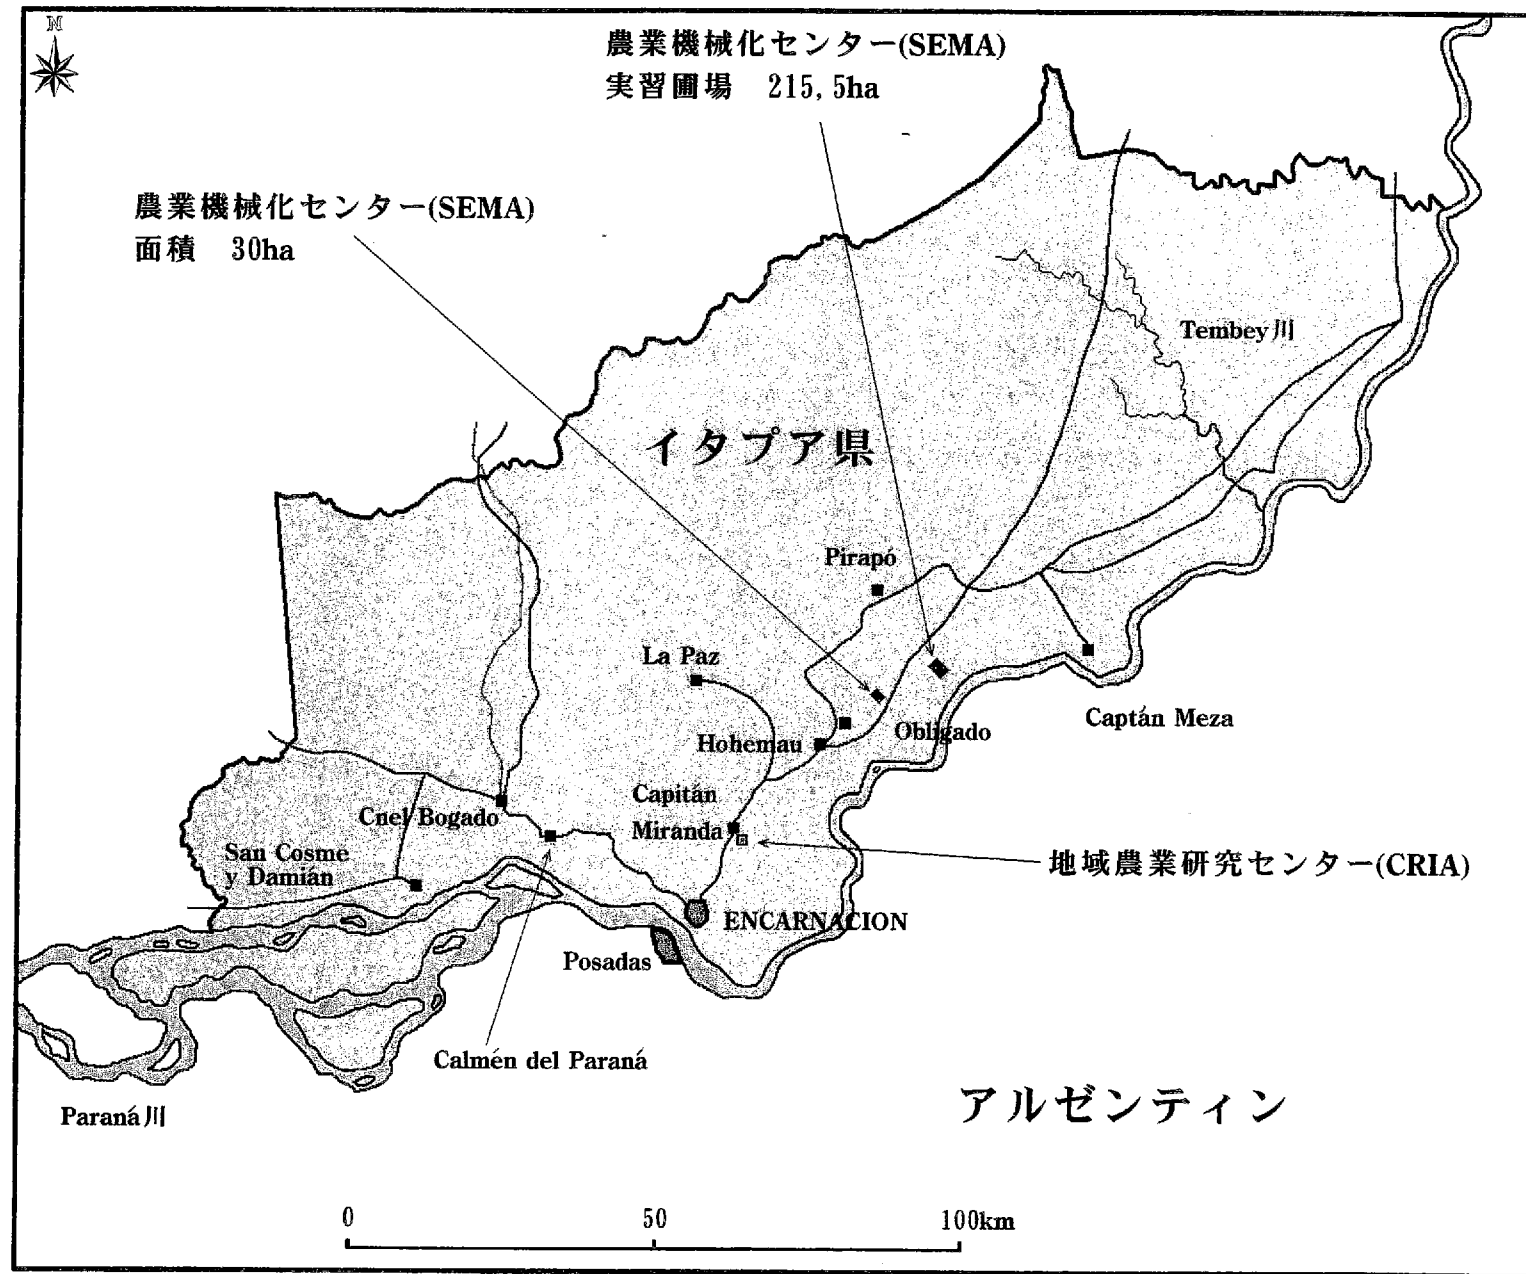 N
農業機械化センター(SEMA)
実習圃場 215,5ha
農業機械化センター(SEMA)
面積 30ha
Tembey川
イタプア県
Pirapó
La Paz
Captán Meza
Obligado
Hohemau
Capitán
Miranda
Cnel Bogado
San Cosme
y Damián
地域農業研究センター(CRIA)
ENCARNACION
Posadas
Calmén del Paraná
Paraná川
アルゼンティン
0 50 100km